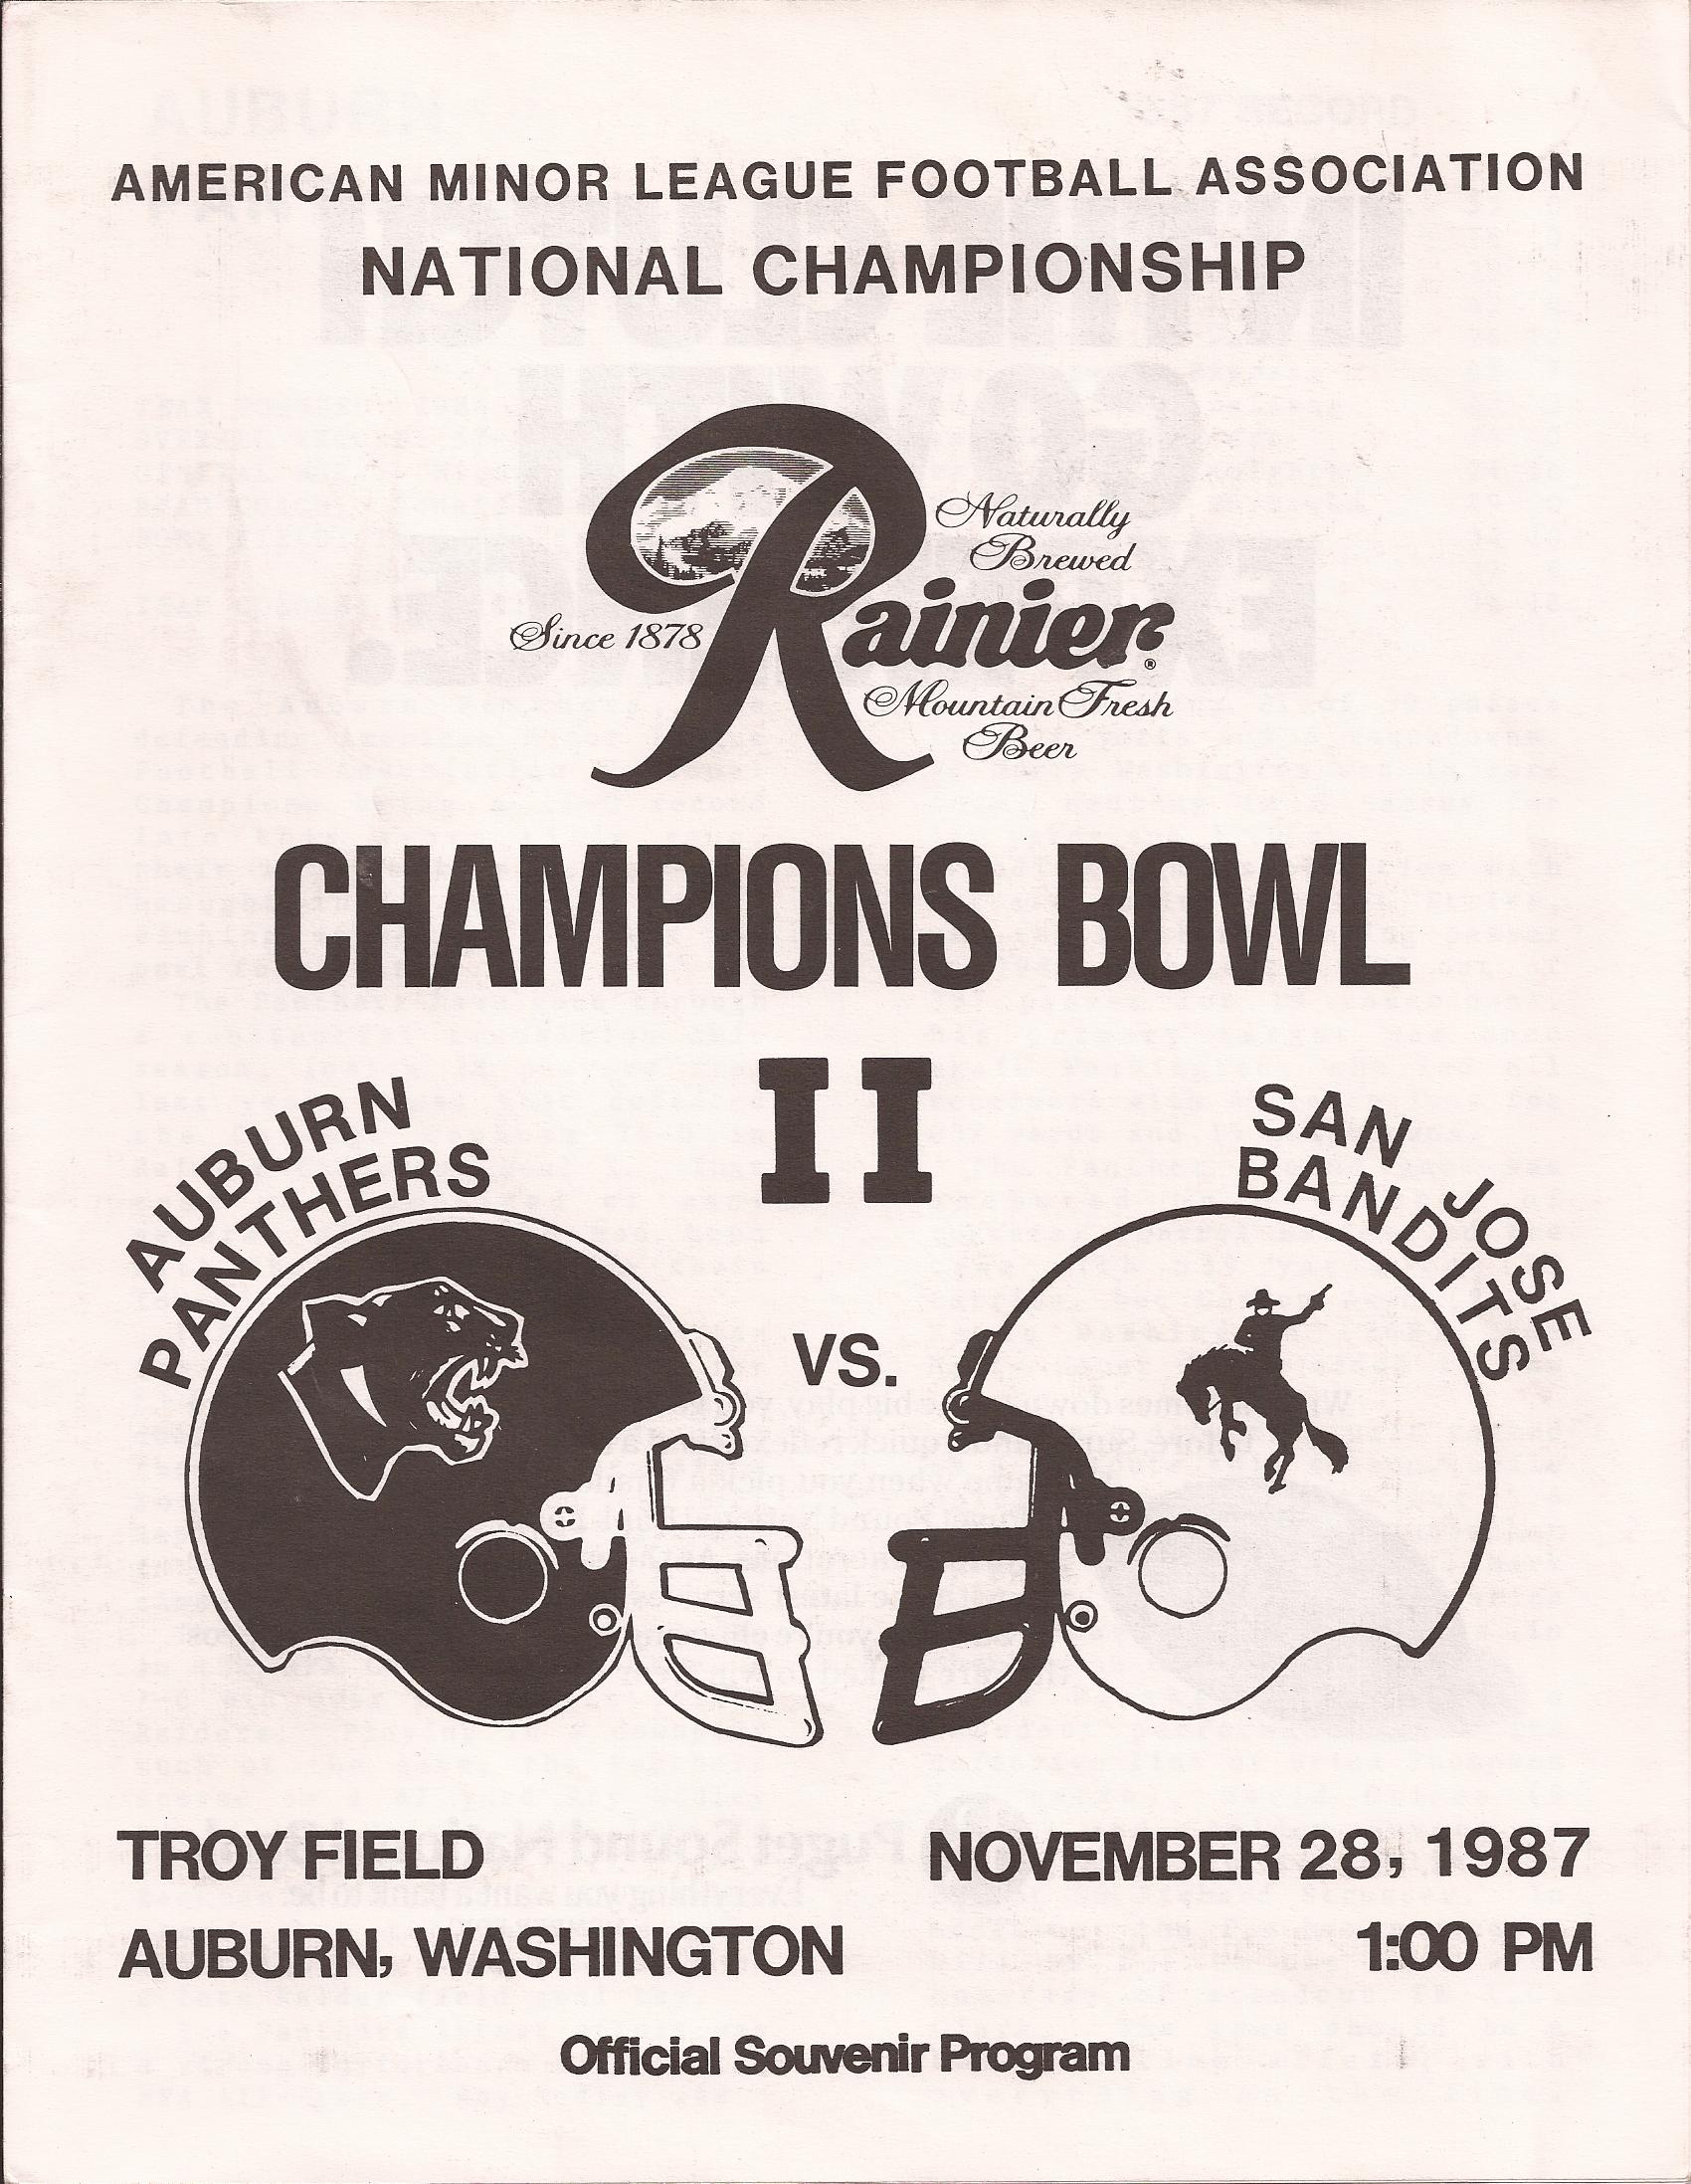 AMERICAN MINOR LEAGUE FOOTBALL ASSOCIATION
NATIONAL CHAMPIONSHIP
Naturally
Brewed
Since 1878
Rainier®
Mountain Fresh
Beer
CHAMPIONS BOWL
II
AUBURN
PANTHERS
VS.
SAN JOSE
BANDITS
TROY FIELD
NOVEMBER 28, 1987
AUBURN, WASHINGTON
1:00 PM
Official Souvenir Program